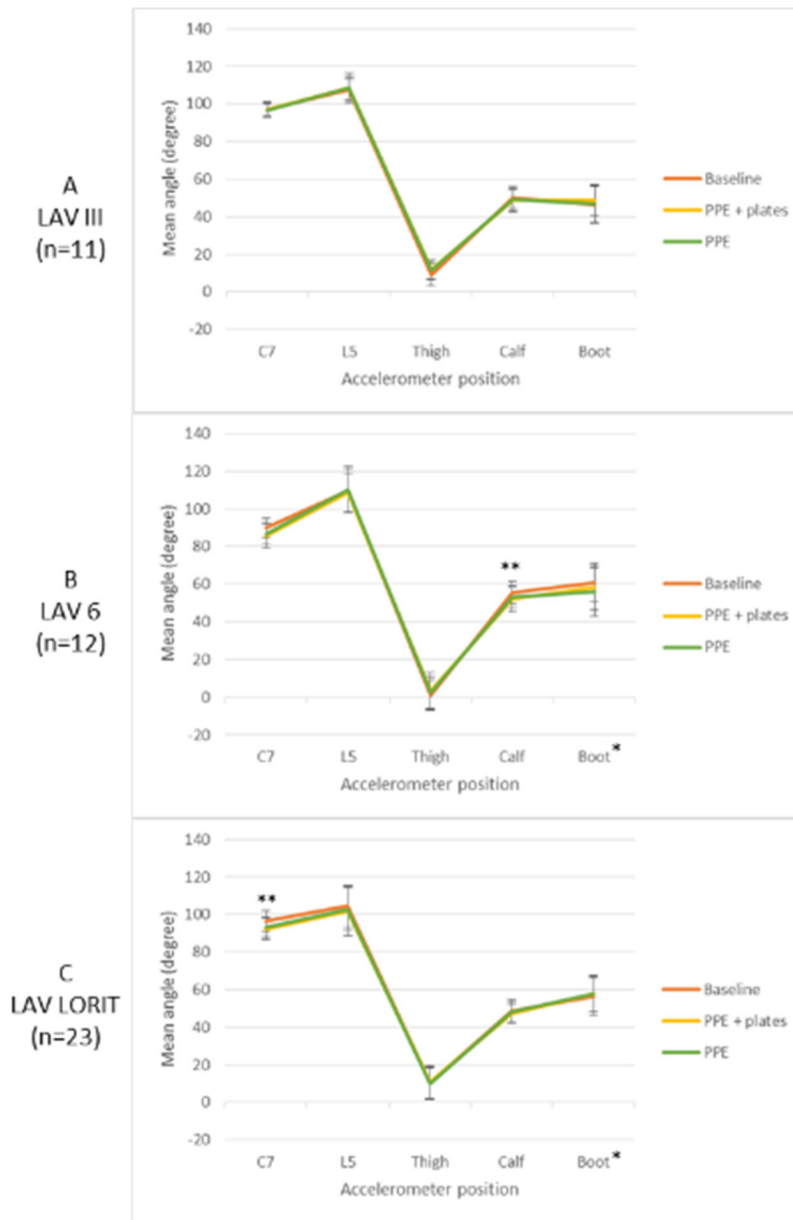 A
LAV III
(n=11)
140
120
100
80
60
40
20
0
-20
Mean angle (degree)
C7 L5 Thigh Calf Boot
Accelerometer position
Baseline
PPE + plates
PPE
B
LAV 6
(n=12)
140
120
100
80
60
40
20
0
-20
Mean angle (degree)
**
C7 L5 Thigh Calf Boot*
Accelerometer position
Baseline
PPE + plates
PPE
C
LAV LORIT
(n=23)
140
120
100
80
60
40
20
0
-20
Mean angle (degree)
**
C7 L5 Thigh Calf Boot*
Accelerometer position
Baseline
PPE + plates
PPE